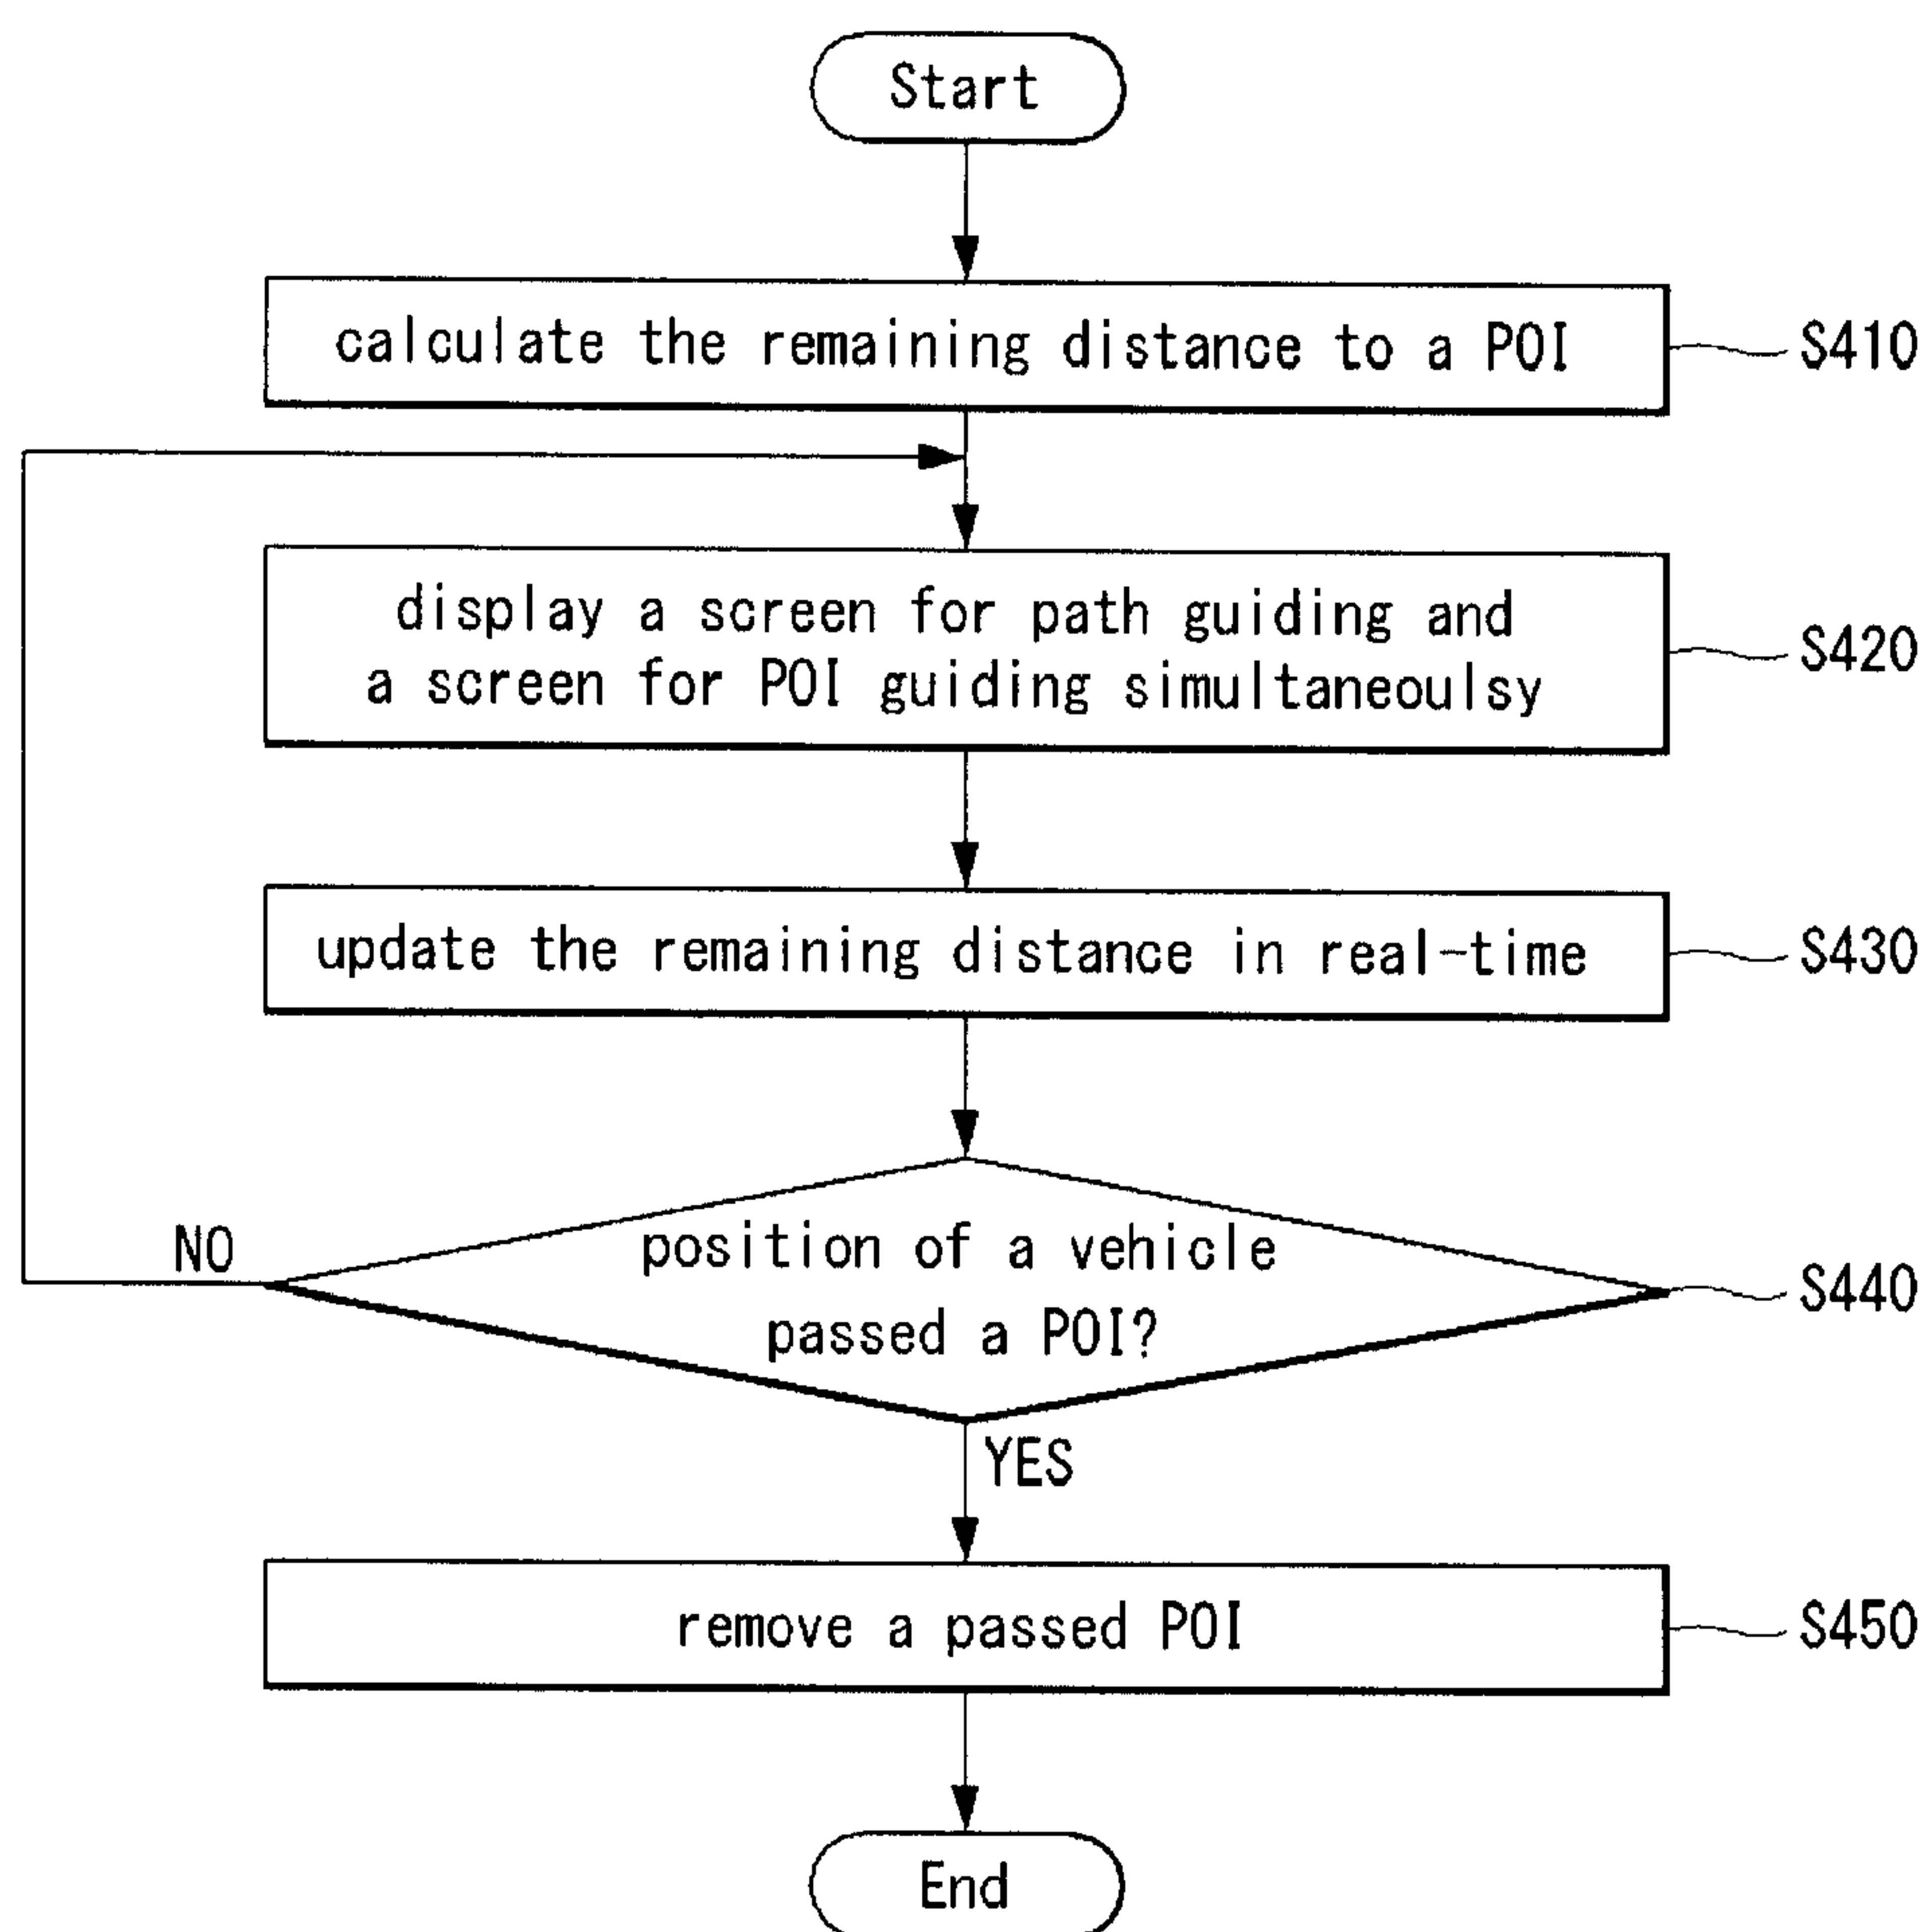 Start
calculate the remaining distance to a POI
S410
display a screen for path guiding and
a screen for POI guiding simultaneoulsy
S420
update the remaining distance in real-time
S430
position of a vehicle
passed a POI?
S440
NO
YES
remove a passed POI
S450
End